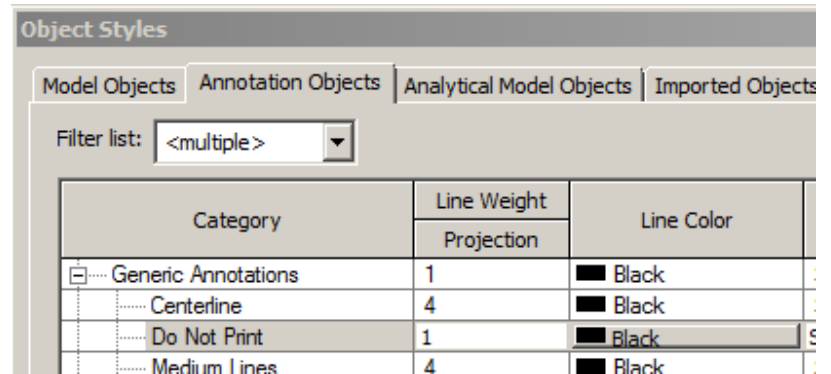 Object Styles
Model Objects Annotation Objects Analytical Model Objects Imported Objects
Filter list: <multiple>
Category Line Weight Line Color
Projection
Generic Annotations 1 Black
Centerline 4 Black
Do Not Print 1 Black S
Medium Lines 4 Black